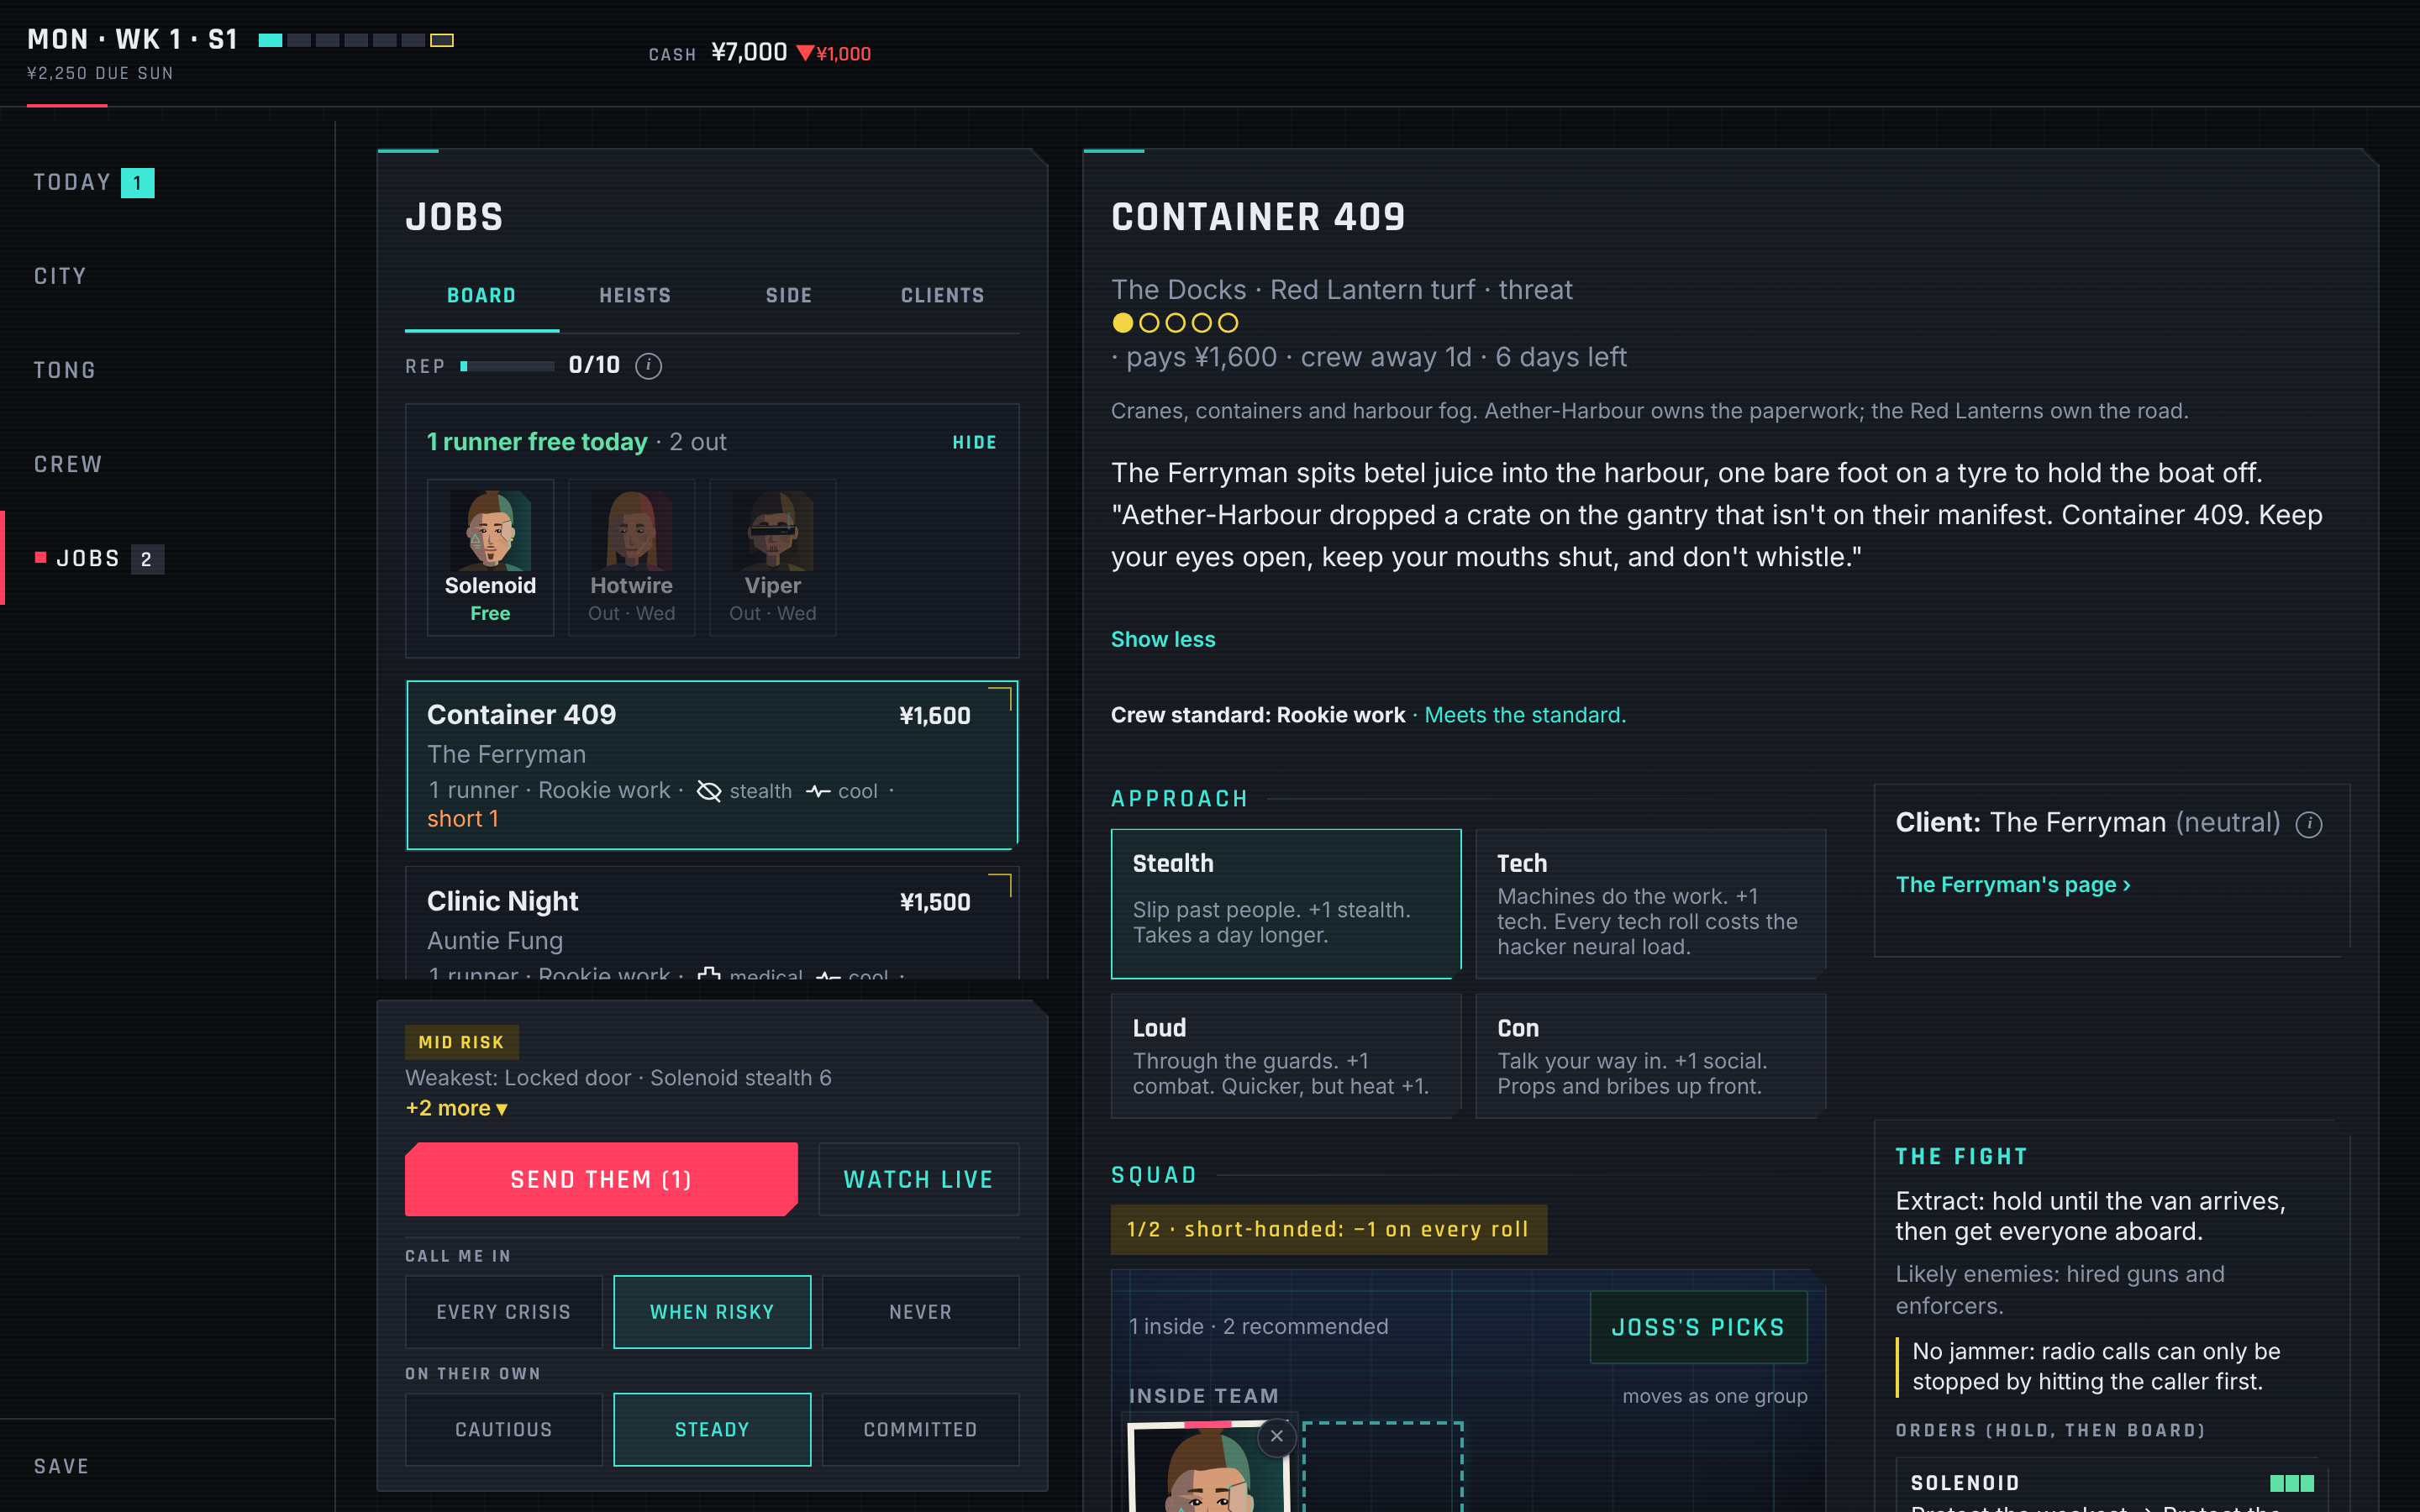 MON · WK 1 · S1
¥2,250 DUE SUN
CASH ¥7,000 ▼¥1,000
TODAY 1
CITY
TONG
CREW
JOBS 2
SAVE
JOBS
BOARD HEISTS SIDE CLIENTS
REP 0/10 i
1 runner free today · 2 out HIDE
Solenoid Hotwire Viper
Free Out · Wed Out · Wed
Container 409 ¥1,600
The Ferryman
1 runner · Rookie work · stealth cool ·
short 1
Clinic Night ¥1,500
Auntie Fung
1 runner · Rookie work · medical cool ·
MID RISK
Weakest: Locked door · Solenoid stealth 6
+2 more ▾
SEND THEM (1) WATCH LIVE
CALL ME IN
EVERY CRISIS WHEN RISKY NEVER
ON THEIR OWN
CAUTIOUS STEADY COMMITTED
CONTAINER 409
The Docks · Red Lantern turf · threat
· pays ¥1,600 · crew away 1d · 6 days left
Cranes, containers and harbour fog. Aether-Harbour owns the paperwork; the Red Lanterns own the road.
The Ferryman spits betel juice into the harbour, one bare foot on a tyre to hold the boat off.
"Aether-Harbour dropped a crate on the gantry that isn't on their manifest. Container 409. Keep
your eyes open, keep your mouths shut, and don't whistle."
Show less
Crew standard: Rookie work · Meets the standard.
APPROACH
Stealth
Slip past people. +1 stealth.
Takes a day longer.
Tech
Machines do the work. +1
tech. Every tech roll costs the
hacker neural load.
Loud
Through the guards. +1
combat. Quicker, but heat +1.
Con
Talk your way in. +1 social.
Props and bribes up front.
SQUAD
1/2 · short-handed: −1 on every roll
1 inside · 2 recommended JOSS'S PICKS
INSIDE TEAM moves as one group
Client: The Ferryman (neutral) i
The Ferryman's page ›
THE FIGHT
Extract: hold until the van arrives,
then get everyone aboard.
Likely enemies: hired guns and
enforcers.
No jammer: radio calls can only be
stopped by hitting the caller first.
ORDERS (HOLD, THEN BOARD)
SOLENOID